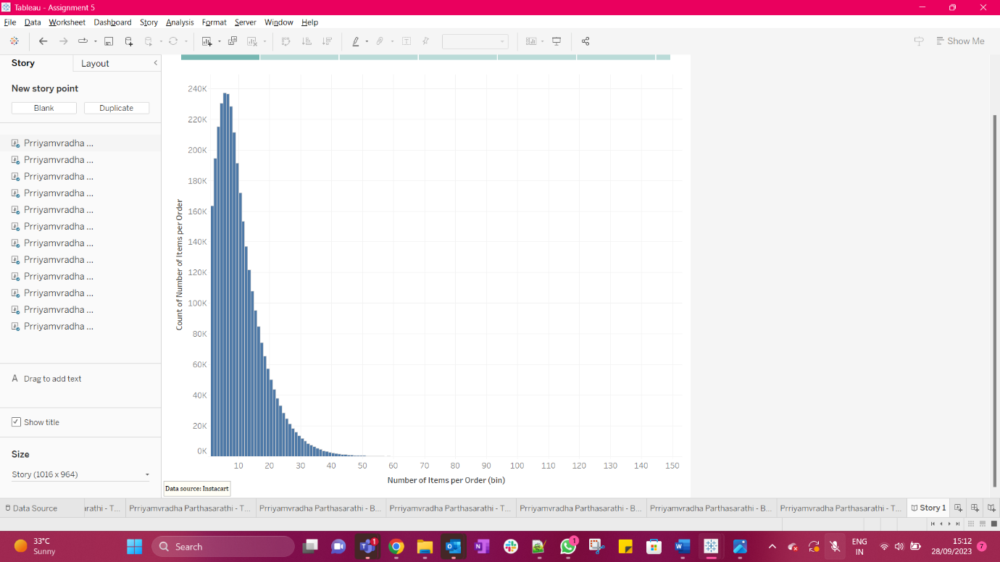 Tableau - Assignment 5
File Data Worksheet Dashboard Story Analysis Format Server Window Help
Show Me
Story Layout
New story point
Blank Duplicate
Prriyamvradha ...
Prriyamvradha ...
Prriyamvradha ...
Prriyamvradha ...
Prriyamvradha ...
Prriyamvradha ...
Prriyamvradha ...
Prriyamvradha ...
Prriyamvradha ...
Prriyamvradha ...
Prriyamvradha ...
Prriyamvradha ...
A Drag to add text
Show title
Size
Story (1016 x 964)
Count of Number of Items per Order
240K
220K
200K
180K
160K
140K
120K
100K
80K
60K
40K
20K
0K
10 20 30 40 50 60 70 80 90 100 110 120 130 140 150
Number of Items per Order (bin)
Data source: Instacart
Data Source arathi - T... Prriyamvradha Parthasarathi - T... Prriyamvradha Parthasarathi - B... Prriyamvradha Parthasarathi - T... Prriyamvradha Parthasarathi - B... Prriyamvradha Parthasarathi - B... Prriyamvradha Parthasarathi - T... Story 1
33°C
Sunny
Search
1
1
ENG
IN
15:12
28/09/2023
7